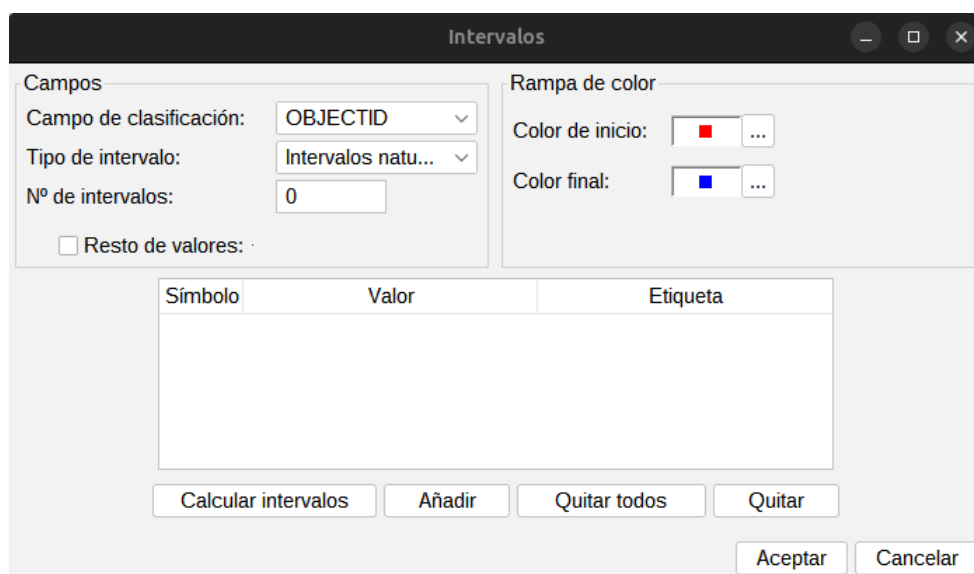 Intervalos
Campos
Campo de clasificación: OBJECTID
Tipo de intervalo: Intervalos natu...
Nº de intervalos: 0
Resto de valores:
Rampa de color
Color de inicio: ...
Color final: ...
Símbolo Valor Etiqueta
Calcular intervalos Añadir Quitar todos Quitar
Aceptar Cancelar